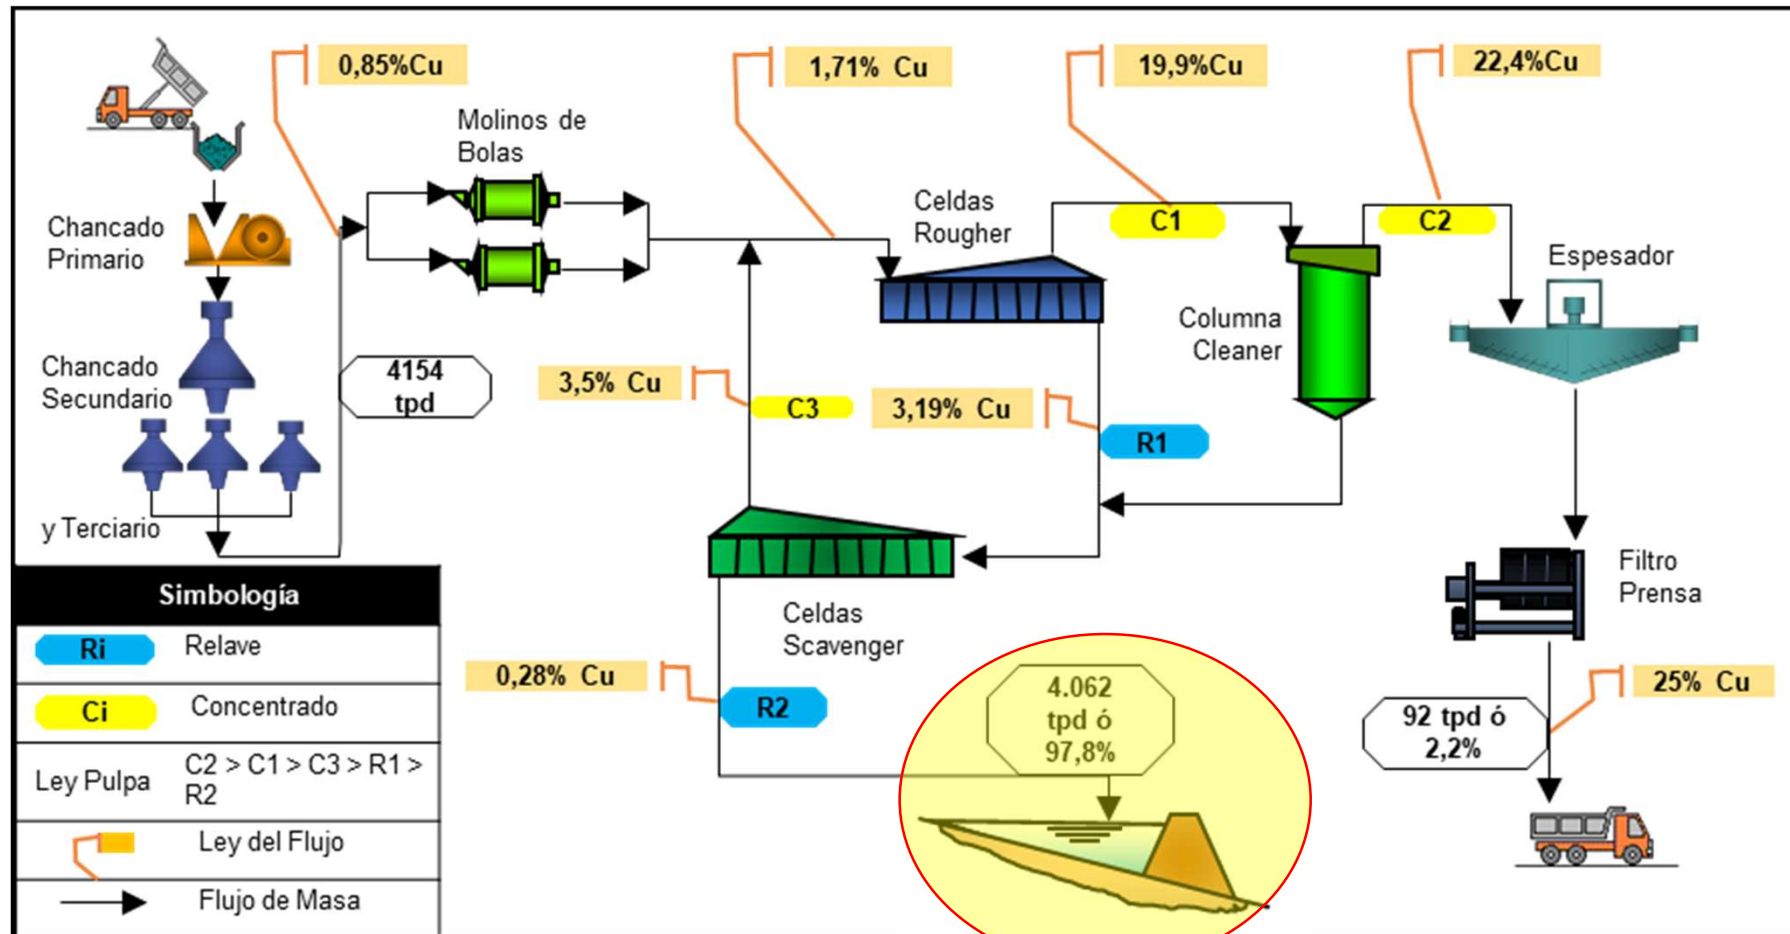 0,85%Cu
1,71% Cu
19,9%Cu
22,4%Cu
Molinos de
Bolas
Celdas
Rougher
C1
C2
Chancado
Primario
Espesador
Columna
Cleaner
Chancado
Secundario
4154
tpd
3,5% Cu
C3
3,19% Cu
R1
y Terciario
Filtro
Prensa
Celdas
Scavenger
0,28% Cu
R2
4.062
tpd ó
97,8%
25% Cu
92 tpd ó
2,2%
Simbología
Ri
Relave
Ci
Concentrado
Ley Pulpa
C2 > C1 > C3 > R1 >
R2
Ley del Flujo
Flujo de Masa